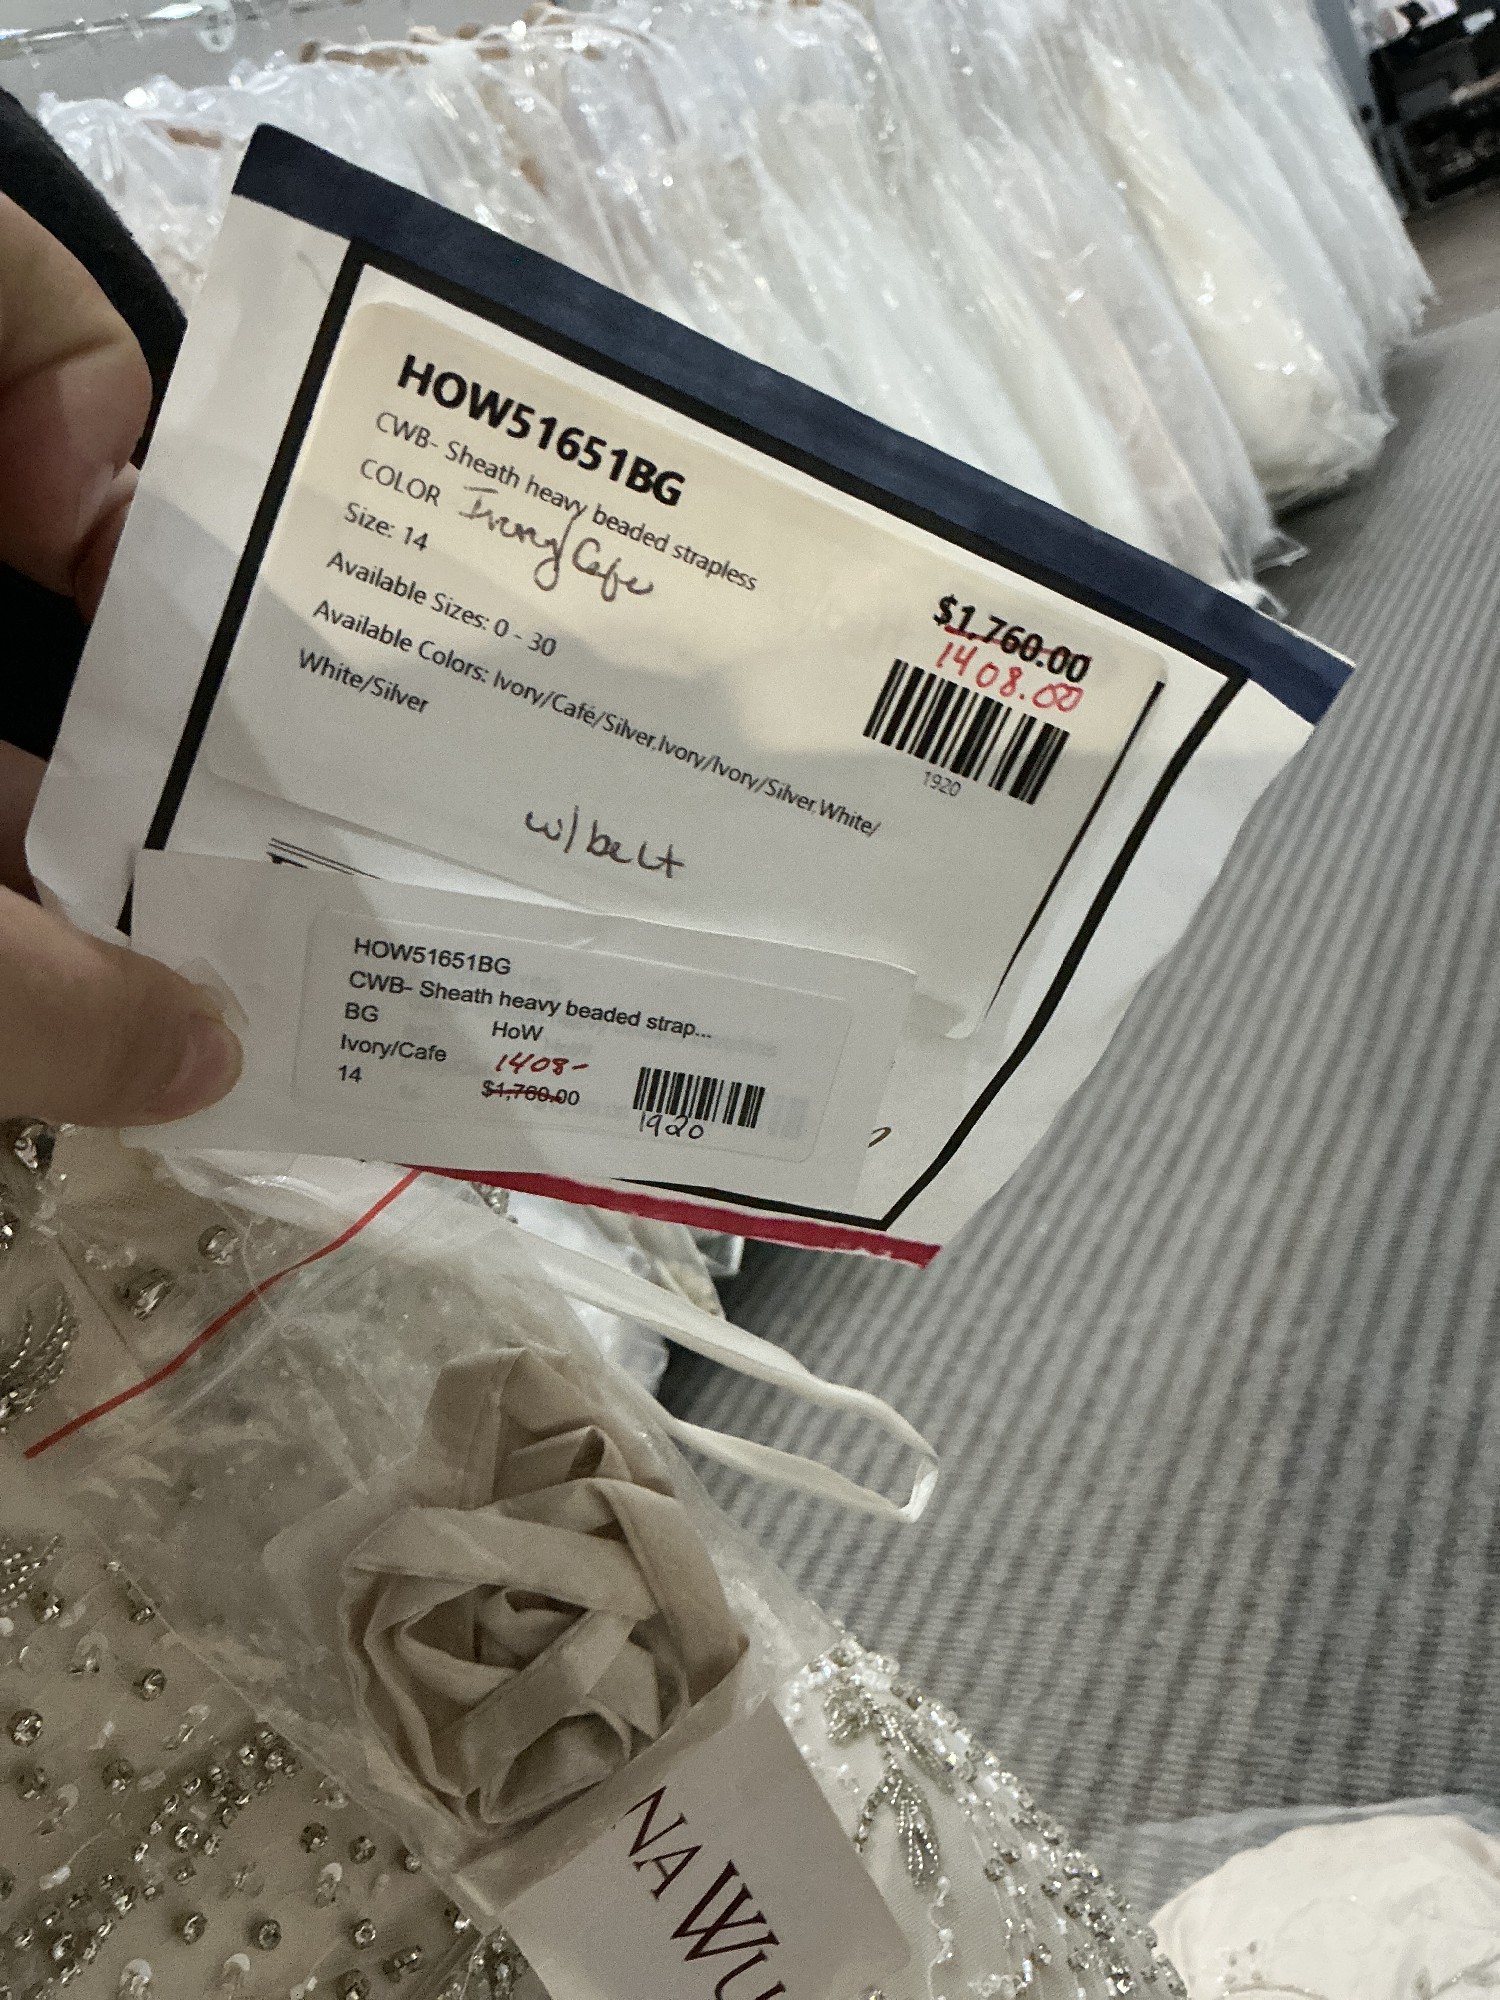 HOW51651BG
CWB- Sheath heavy beaded strapless
COLOR Ivory/Cafe
Size: 14
Available Sizes: 0 - 30
Available Colors: Ivory/Café/Silver,Ivory/Ivory/Silver,White/
White/Silver
$1,760.00
1408.00
1920
w/belt
HOW51651BG
CWB- Sheath heavy beaded strap...
BG HoW
Ivory/Cafe 1408-
14 $1,760.00
1920
NA WU